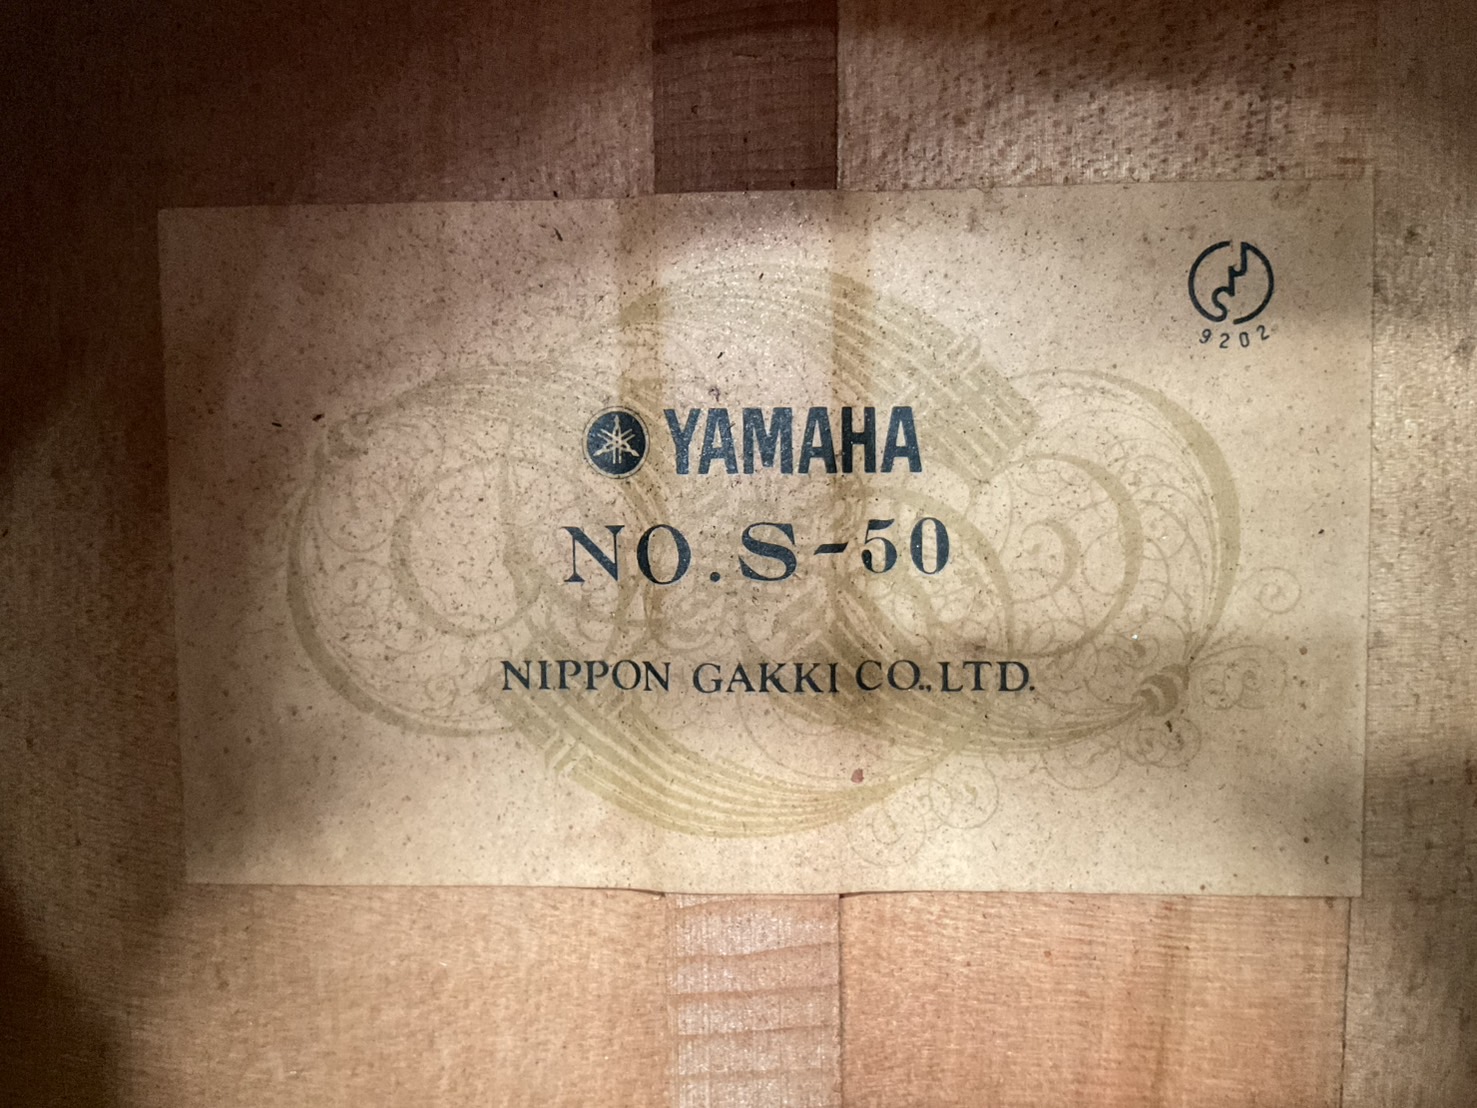 9202
YAMAHA
NO. S-50
NIPPON GAKKI CO., LTD.